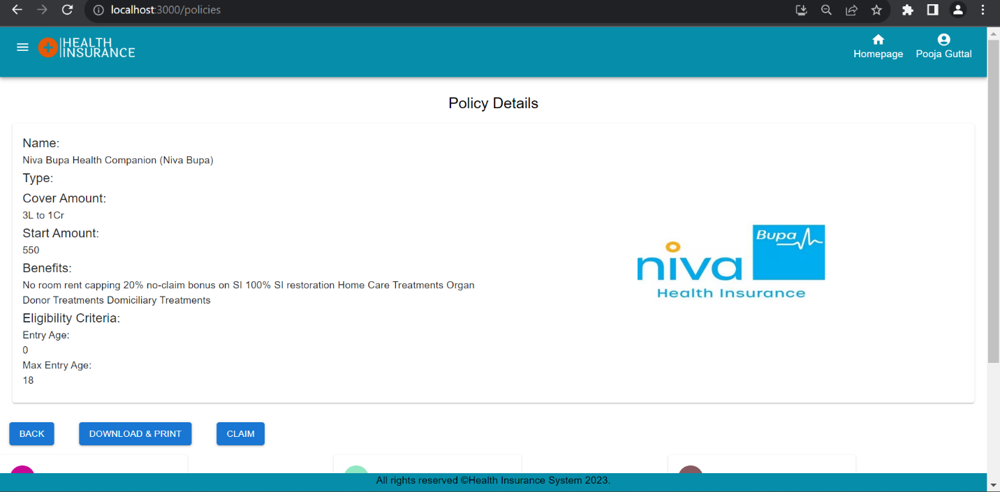 localhost:3000/policies
HEALTH
INSURANCE
Homepage
Pooja Guttal
Policy Details
Name:
Niva Bupa Health Companion (Niva Bupa)
Type:
Cover Amount:
3L to 1Cr
Start Amount:
550
Benefits:
No room rent capping 20% no-claim bonus on SI 100% SI restoration Home Care Treatments Organ
Donor Treatments Domiciliary Treatments
Eligibility Criteria:
Entry Age:
0
Max Entry Age:
18
Bupa
niva
Health Insurance
BACK
DOWNLOAD & PRINT
CLAIM
All rights reserved ©Health Insurance System 2023.